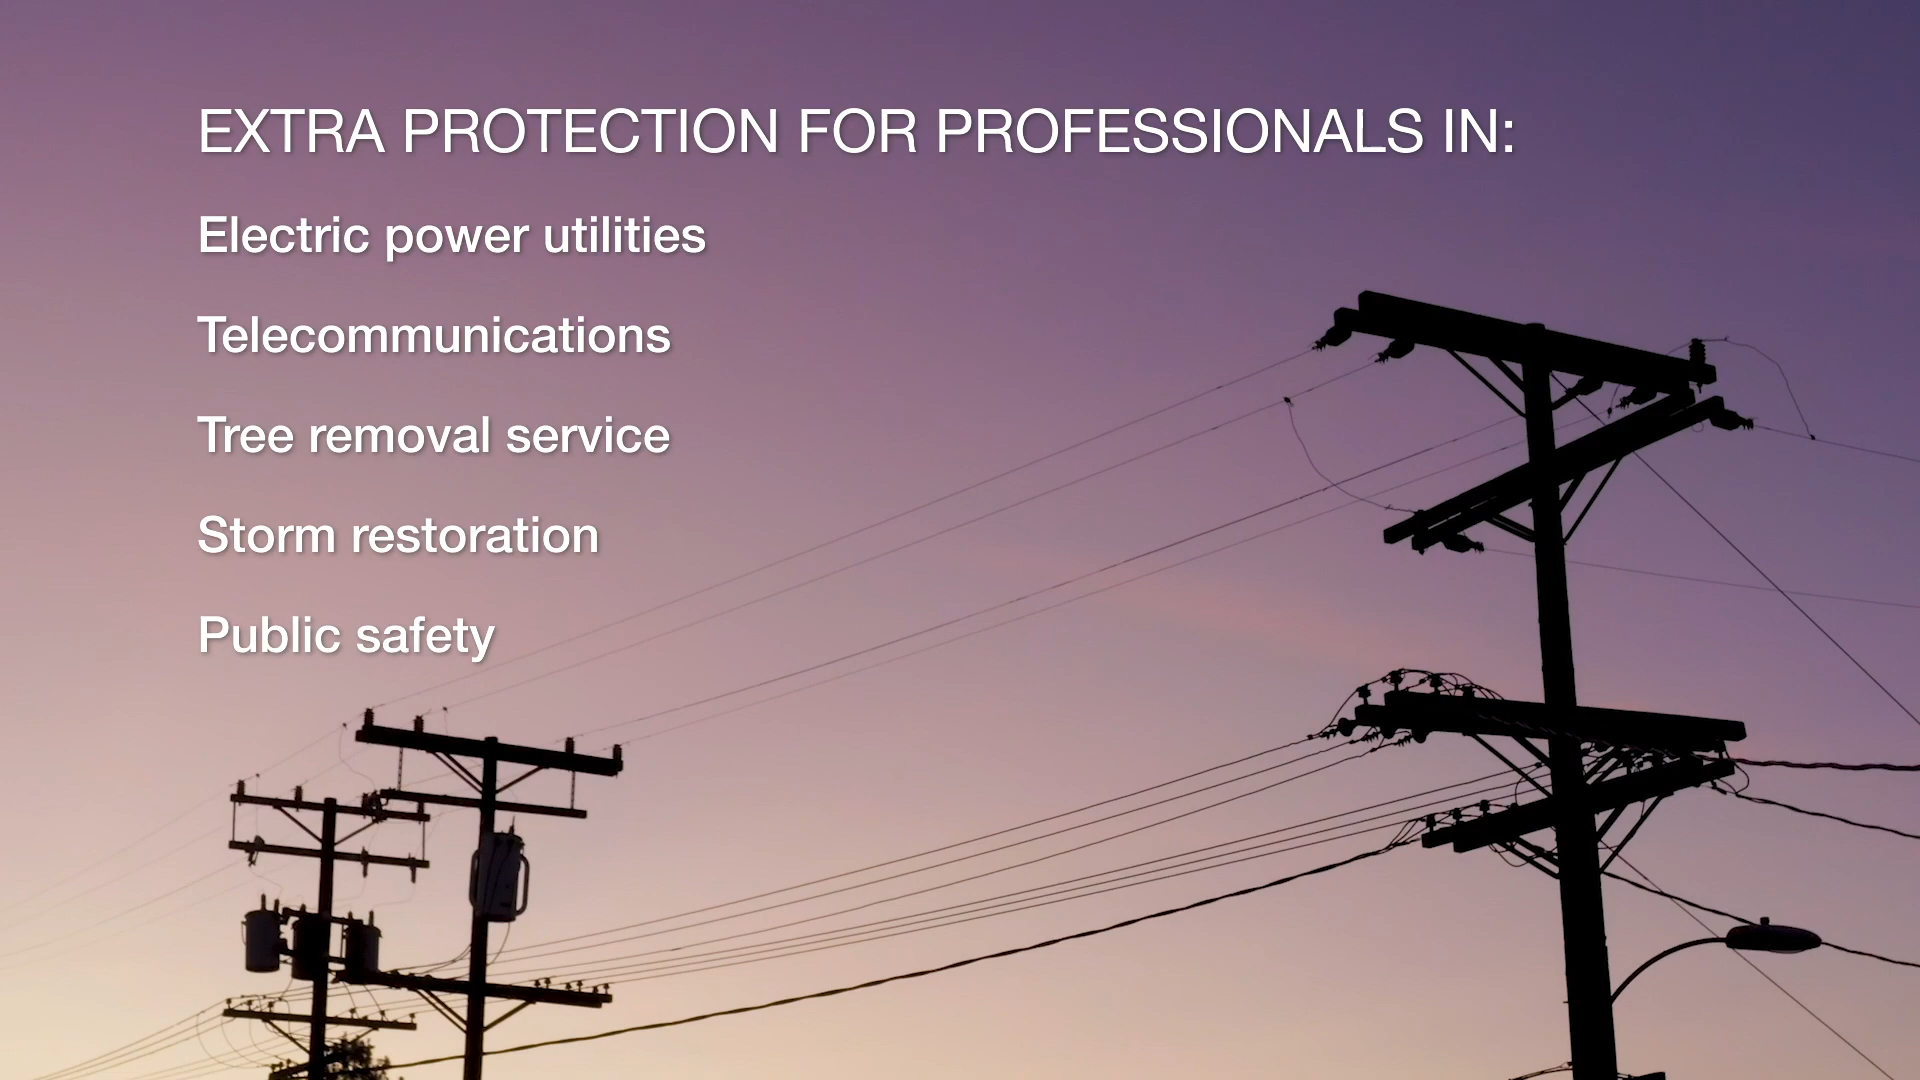 EXTRA PROTECTION FOR PROFESSIONALS IN:
Electric power utilities
Telecommunications
Tree removal service
Storm restoration
Public safety